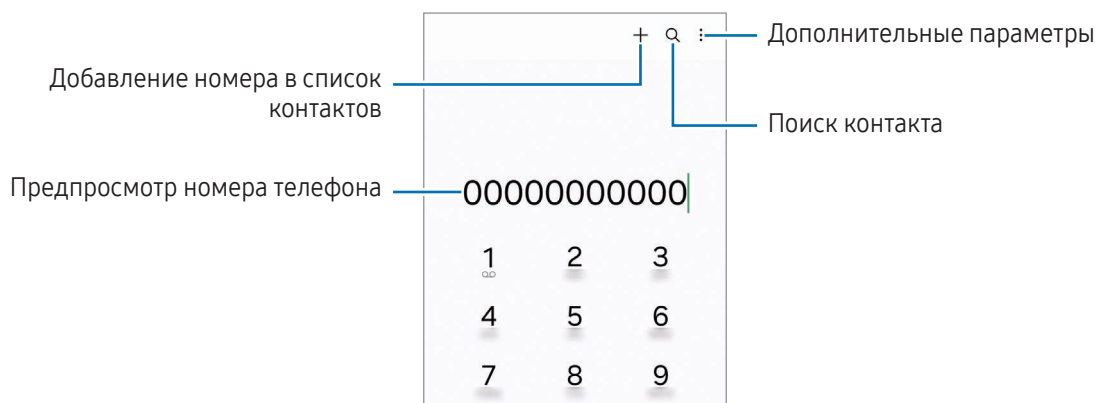 Дополнительные параметры
Добавление номера в список
контактов
Поиск контакта
Предпросмотр номера телефона
00000000000
1 2 3
4 5 6
7 8 9